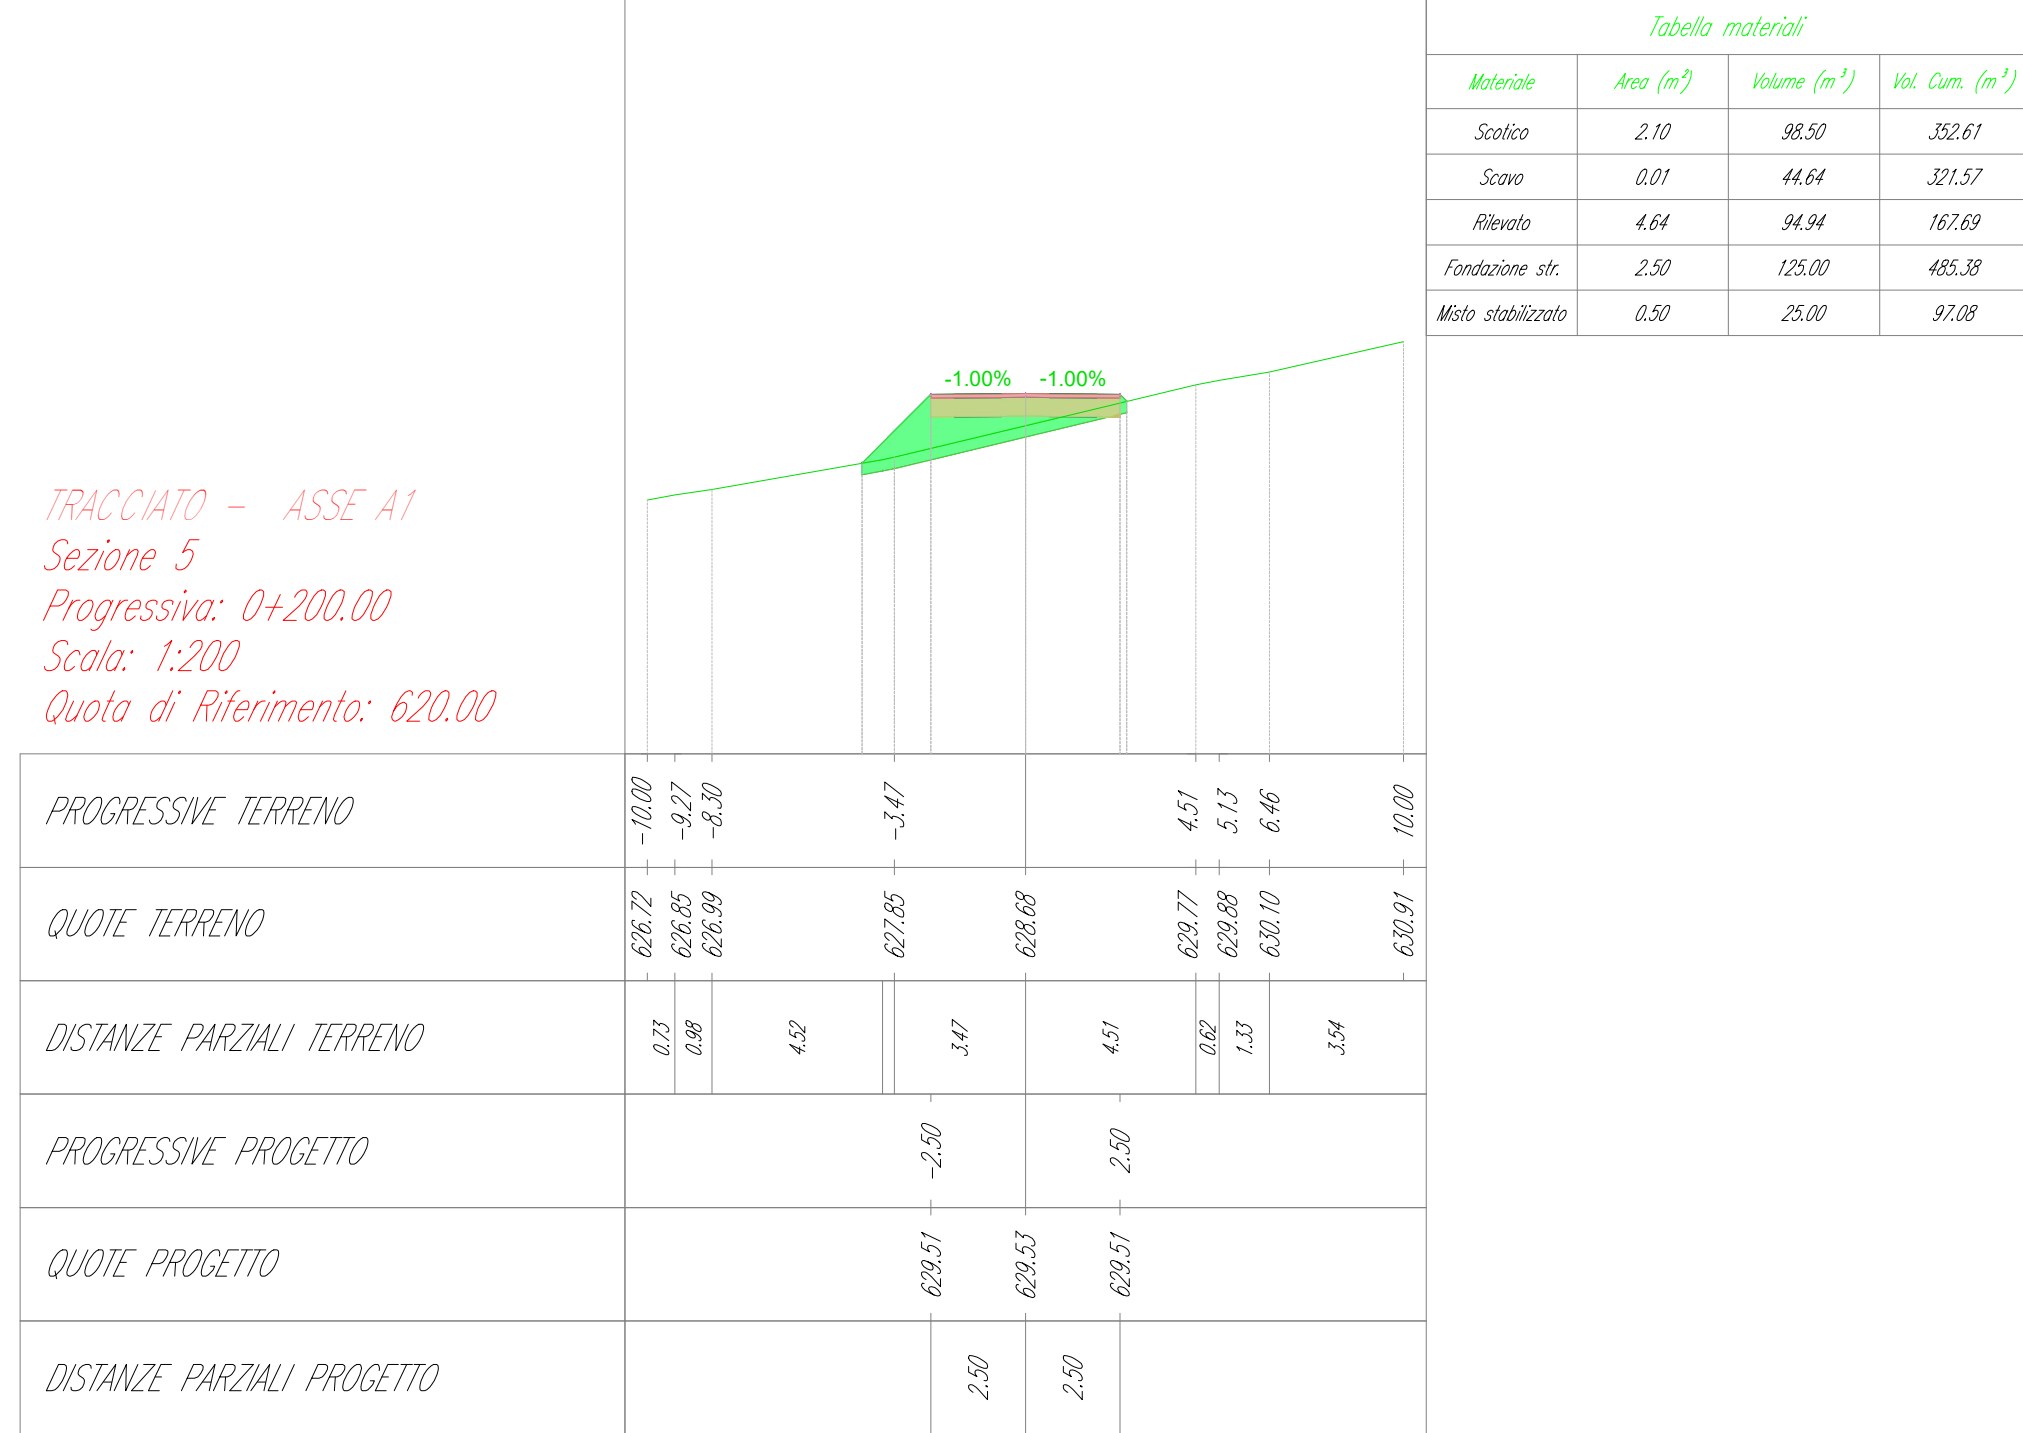 Tabella materiali
Materiale Area (m²) Volume (m³) Vol. Cum. (m³)
Scotico 2.10 98.50 352.61
Scavo 0.01 44.64 321.57
Rilevato 4.64 94.94 167.69
Fondazione str. 2.50 125.00 485.38
Misto stabilizzato 0.50 25.00 97.08
-1.00% -1.00%
TRACCIATO - ASSE A1
Sezione 5
Progressiva: 0+200.00
Scala: 1:200
Quota di Riferimento: 620.00
PROGRESSIVE TERRENO -10.00 -9.27 -8.30 -3.47 4.51 5.13 6.46 10.00
QUOTE TERRENO 626.72 626.85 626.99 627.85 628.68 629.77 629.88 630.10 630.91
DISTANZE PARZIALI TERRENO 0.73 0.98 4.52 3.47 4.51 0.62 1.33 3.54
PROGRESSIVE PROGETTO -2.50 2.50
QUOTE PROGETTO 629.51 629.53 629.51
DISTANZE PARZIALI PROGETTO 2.50 2.50